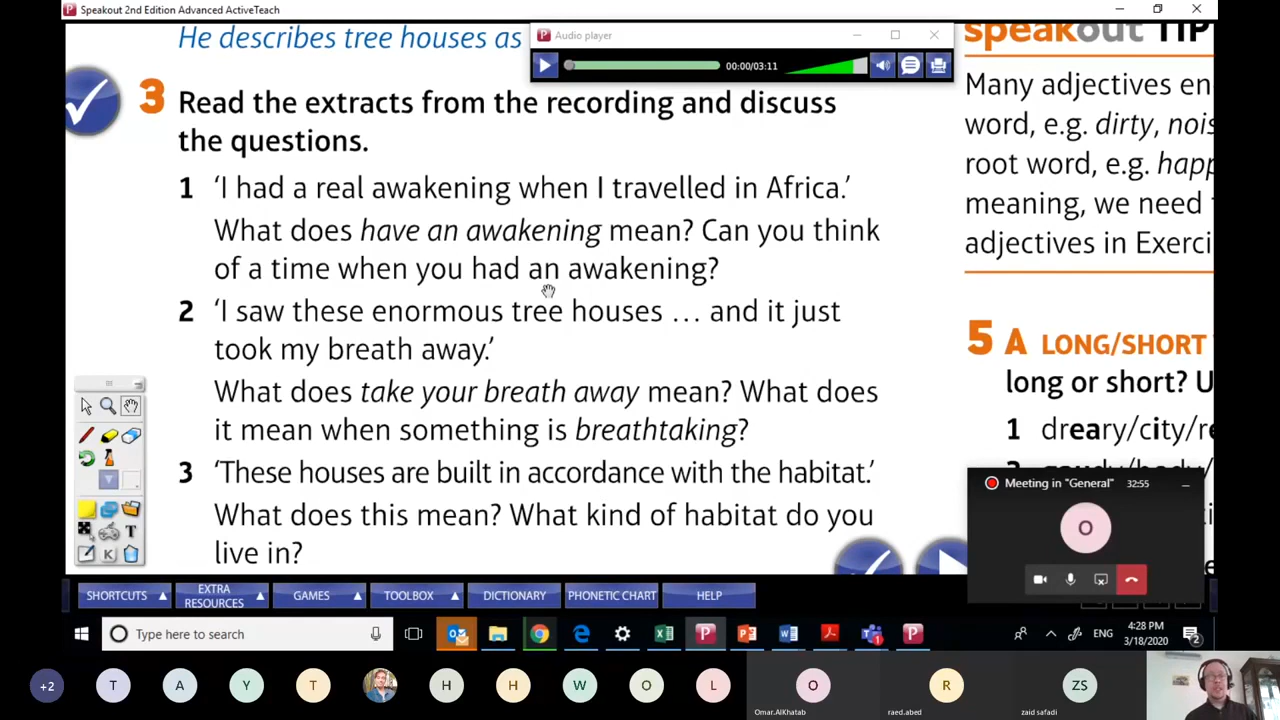 Speakout 2nd Edition Advanced ActiveTeach
He describes tree houses as
Audio player
00:00/03:11
speakout TIP
3 Read the extracts from the recording and discuss
the questions.
1 ‘I had a real awakening when I travelled in Africa.’
What does have an awakening mean? Can you think
of a time when you had an awakening?
2 ‘I saw these enormous tree houses … and it just
took my breath away.’
What does take your breath away mean? What does
it mean when something is breathtaking?
3 ‘These houses are built in accordance with the habitat.’
What does this mean? What kind of habitat do you
live in?
Many adjectives en
word, e.g. dirty, nois
root word, e.g. happ
meaning, we need
adjectives in Exerci
5 A LONG/SHORT
long or short? U
1 dreary/city/r
Meeting in "General" 32:55
O
T
K
SHORTCUTS
EXTRA
RESOURCES
GAMES
TOOLBOX
DICTIONARY
PHONETIC CHART
HELP
Type here to search
ENG
4:28 PM
3/18/2020
2
+2
T
A
Y
T
H
H
W
O
L
O
R
ZS
Omar.AlKhatab
raed.abed
zaid safadi